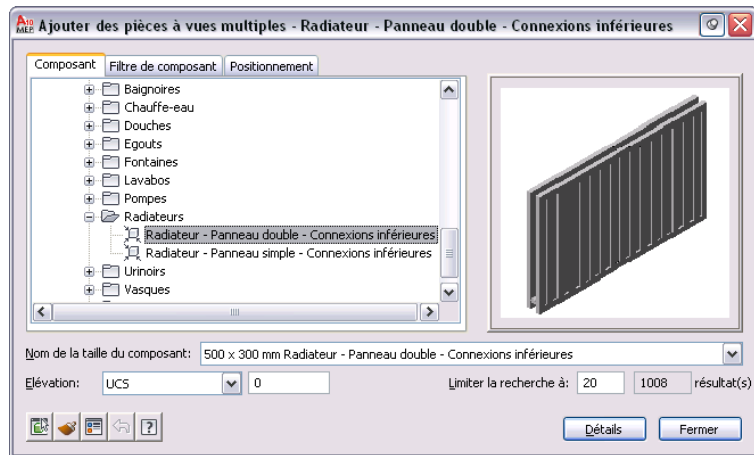 A10 MEP Ajouter des pièces à vues multiples - Radiateur - Panneau double - Connexions inférieures
Composant Filtre de composant Positionnement
Baignoires
Chauffe-eau
Douches
Egouts
Fontaines
Lavabos
Pompes
Radiateurs
Radiateur - Panneau double - Connexions inférieures
Radiateur - Panneau simple - Connexions inférieures
Urinoirs
Vasques
Nom de la taille du composant: 500 x 300 mm Radiateur - Panneau double - Connexions inférieures
Elévation: UCS 0 Limiter la recherche à: 20 1008 résultat(s)
? Détails Fermer